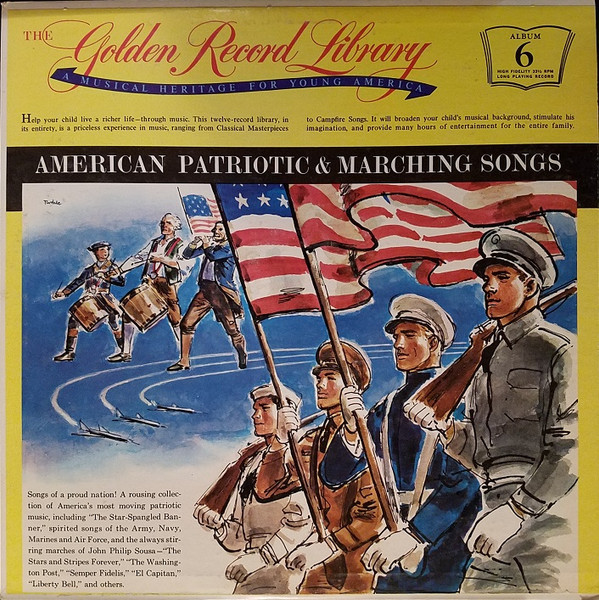 THE Golden Record Library
A MUSICAL HERITAGE FOR YOUNG AMERICA
ALBUM
6
HIGH FIDELITY 33⅓ RPM
LONG PLAYING RECORD
Help your child live a richer life—through music. This twelve-record library, in
its entirety, is a priceless experience in music, ranging from Classical Masterpieces
to Campfire Songs. It will broaden your child's musical background, stimulate his
imagination, and provide many hours of entertainment for the entire family.
AMERICAN PATRIOTIC & MARCHING SONGS
Songs of a proud nation! A rousing collec-
tion of America's most moving patriotic
music, including "The Star-Spangled Ban-
ner," spirited songs of the Army, Navy,
Marines and Air Force, and the always stir-
ring marches of John Philip Sousa—"The
Stars and Stripes Forever," "The Washing-
ton Post," "Semper Fidelis," "El Capitan,"
"Liberty Bell," and others.